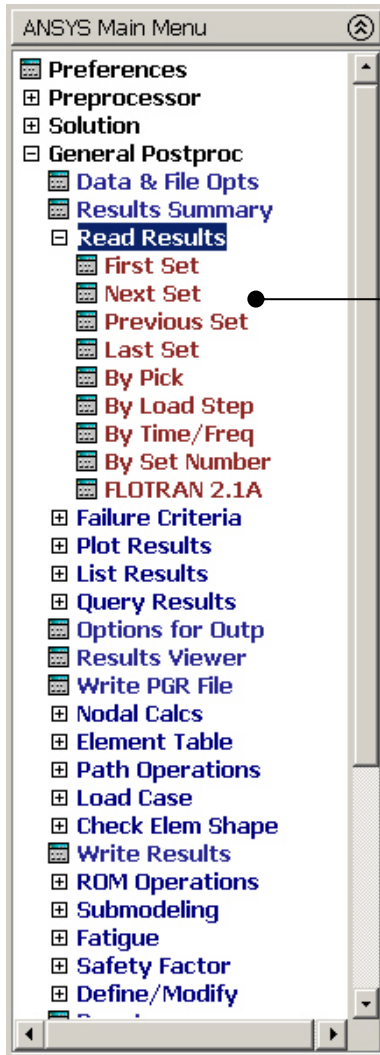 ANSYS Main Menu
Preferences
Preprocessor
Solution
General Postproc
Data & File Opts
Results Summary
Read Results
First Set
Next Set
Previous Set
Last Set
By Pick
By Load Step
By Time/Freq
By Set Number
FLOTRAN 2.1A
Failure Criteria
Plot Results
List Results
Query Results
Options for Outp
Results Viewer
Write PGR File
Nodal Calcs
Element Table
Path Operations
Load Case
Check Elem Shape
Write Results
ROM Operations
Submodeling
Fatigue
Safety Factor
Define/Modify